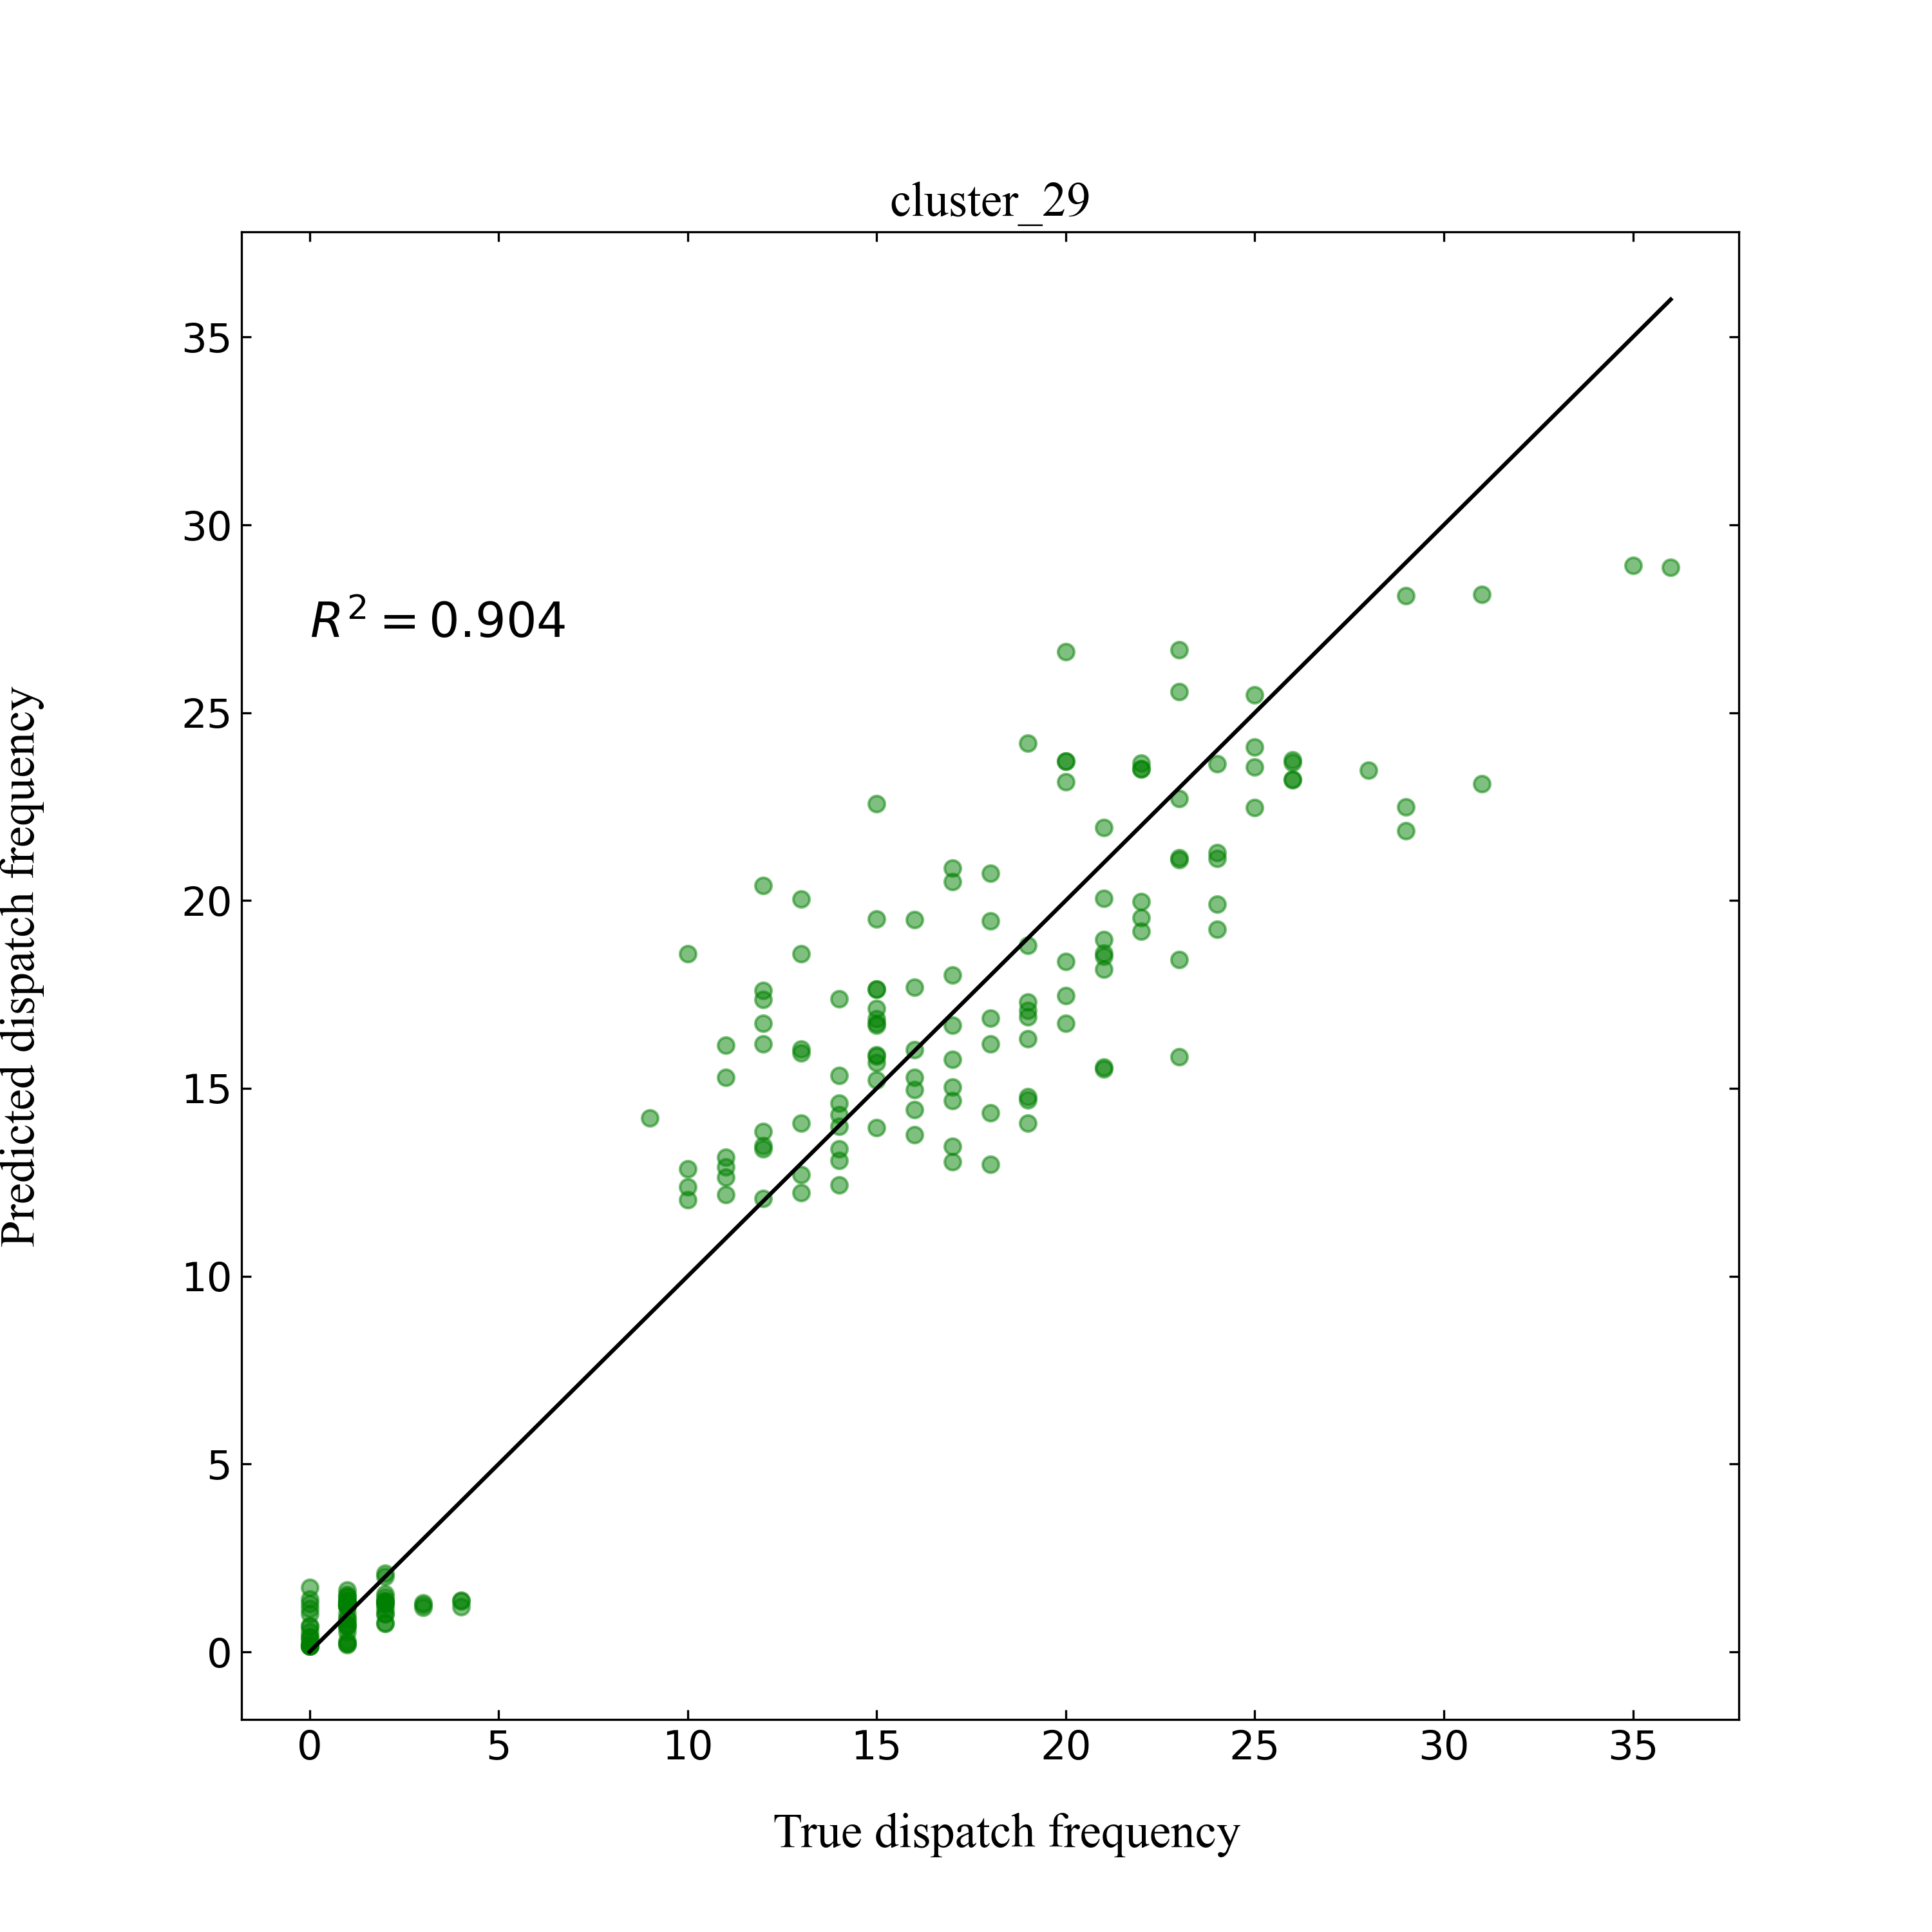 cluster_29
35
30
R² = 0.904
25
20
15
10
5
0
Predicted dispatch frequency
0 5 10 15 20 25 30 35
True dispatch frequency